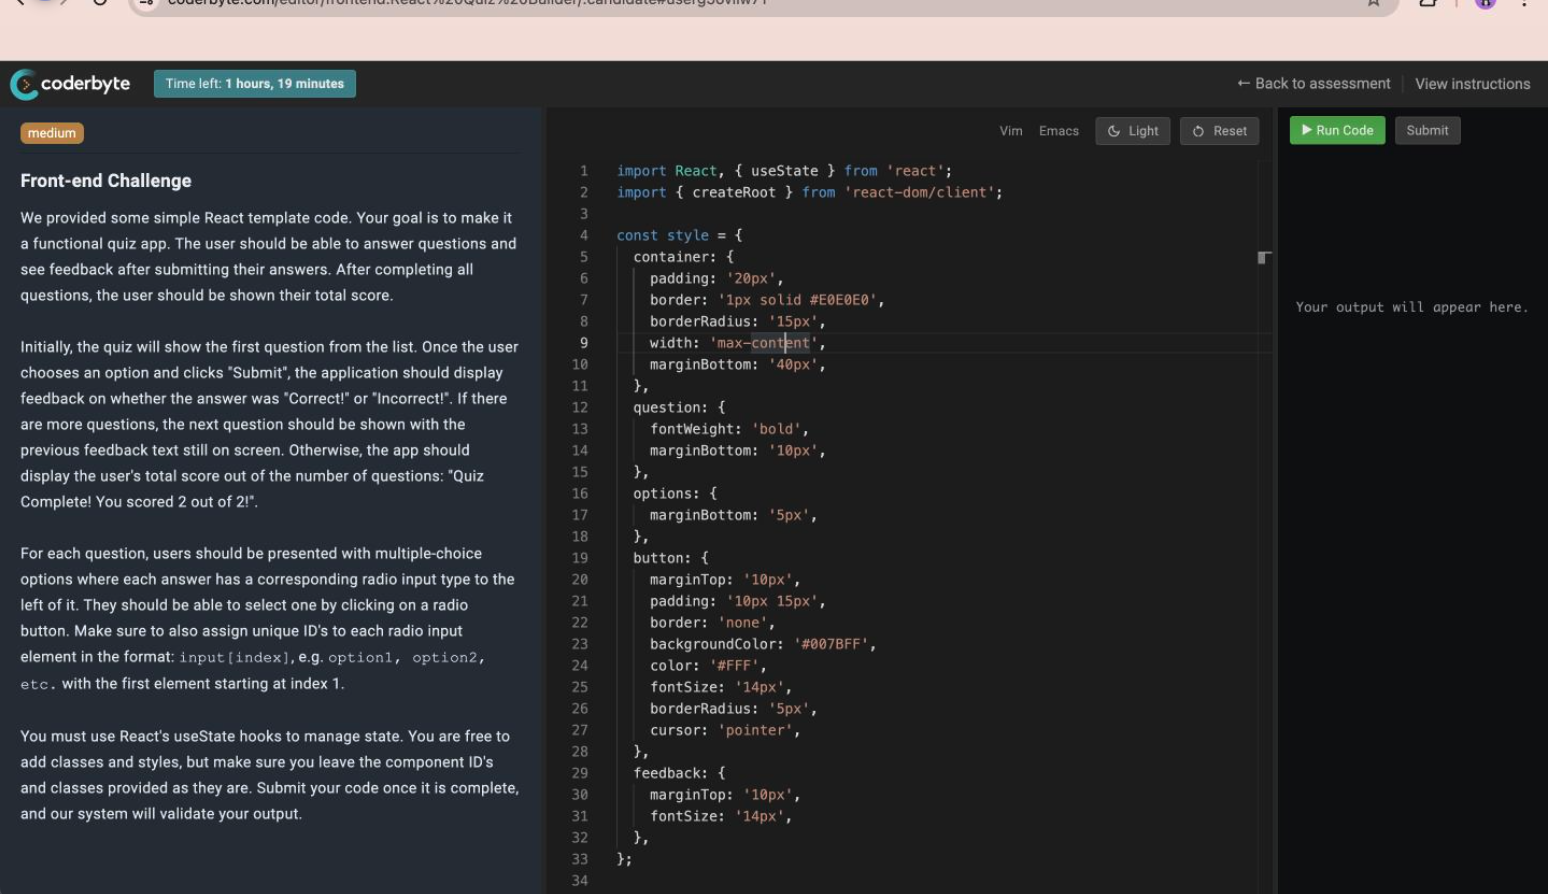 coderbyte
Time left: 1 hours, 19 minutes
← Back to assessment
View instructions
medium
Front-end Challenge
We provided some simple React template code. Your goal is to make it
a functional quiz app. The user should be able to answer questions and
see feedback after submitting their answers. After completing all
questions, the user should be shown their total score.
Initially, the quiz will show the first question from the list. Once the user
chooses an option and clicks "Submit", the application should display
feedback on whether the answer was "Correct!" or "Incorrect!". If there
are more questions, the next question should be shown with the
previous feedback text still on screen. Otherwise, the app should
display the user's total score out of the number of questions: "Quiz
Complete! You scored 2 out of 2!".
For each question, users should be presented with multiple-choice
options where each answer has a corresponding radio input type to the
left of it. They should be able to select one by clicking on a radio
button. Make sure to also assign unique ID's to each radio input
element in the format: input[index], e.g. option1, option2,
etc. with the first element starting at index 1.
You must use React's useState hooks to manage state. You are free to
add classes and styles, but make sure you leave the component ID's
and classes provided as they are. Submit your code once it is complete,
and our system will validate your output.
Vim Emacs Light Reset
1 import React, { useState } from 'react';
2 import { createRoot } from 'react-dom/client';
3
4 const style = {
5 container: {
6 padding: '20px',
7 border: '1px solid #E0E0E0',
8 borderRadius: '15px',
9 width: 'max-content',
10 marginBottom: '40px',
11 },
12 question: {
13 fontWeight: 'bold',
14 marginBottom: '10px',
15 },
16 options: {
17 marginBottom: '5px',
18 },
19 button: {
20 marginTop: '10px',
21 padding: '10px 15px',
22 border: 'none',
23 backgroundColor: '#007BFF',
24 color: '#FFF',
25 fontSize: '14px',
26 borderRadius: '5px',
27 cursor: 'pointer',
28 },
29 feedback: {
30 marginTop: '10px',
31 fontSize: '14px',
32 },
33 };
34
Run Code Submit
Your output will appear here.